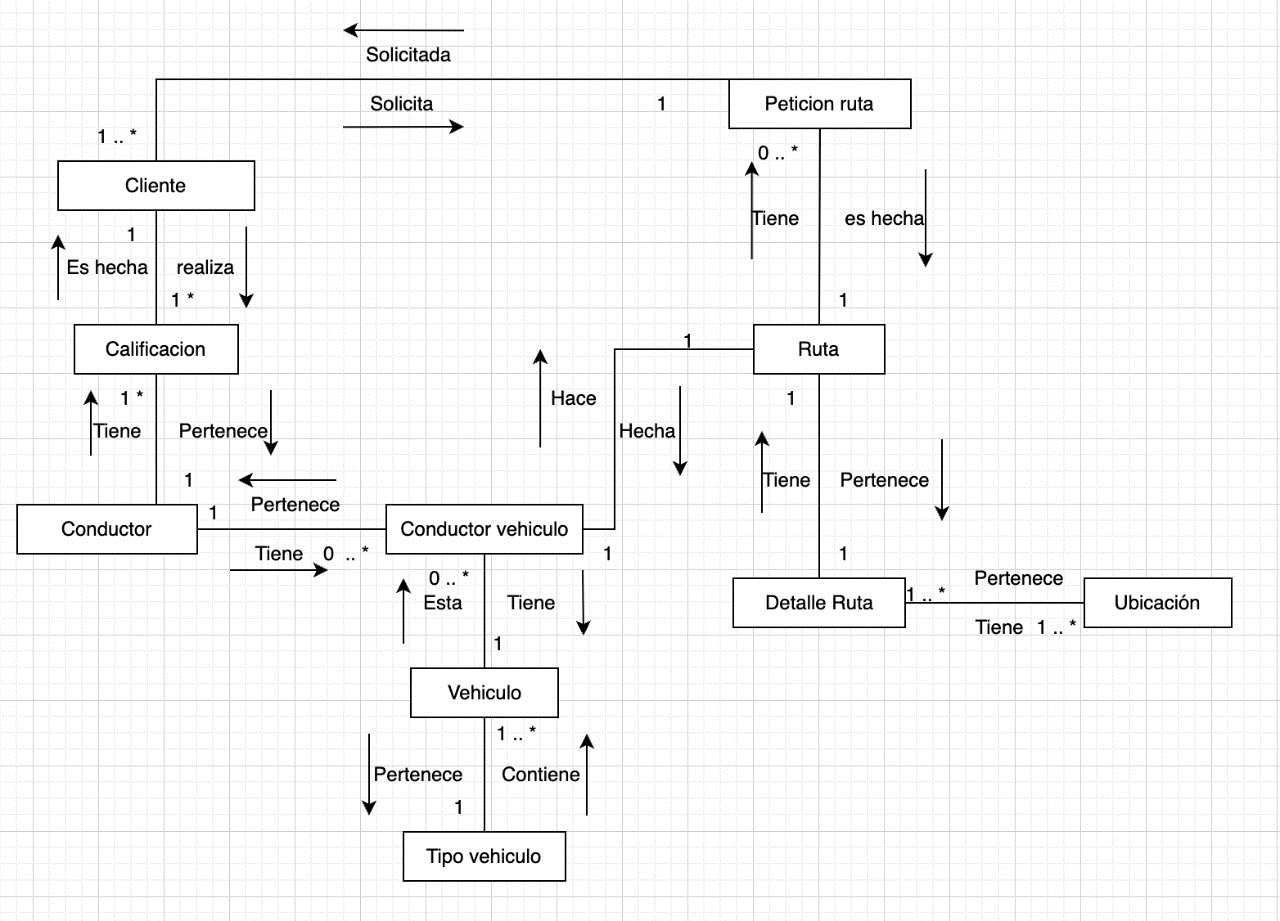 Solicitada
Solicita
1
Peticion ruta
1 .. *
0 .. *
Cliente
1
Tiene
es hecha
Es hecha
realiza
1 *
1
Calificacion
1
Ruta
1 *
Hace
1
Tiene
Pertenece
Hecha
1
Pertenece
Tiene
Pertenece
1
Conductor
Conductor vehiculo
Tiene
0 .. *
1
1
0 .. *
Esta
Tiene
Pertenece
1 .. *
Detalle Ruta
Ubicación
Tiene
1 .. *
1
Vehiculo
1 .. *
Pertenece
Contiene
1
Tipo vehiculo